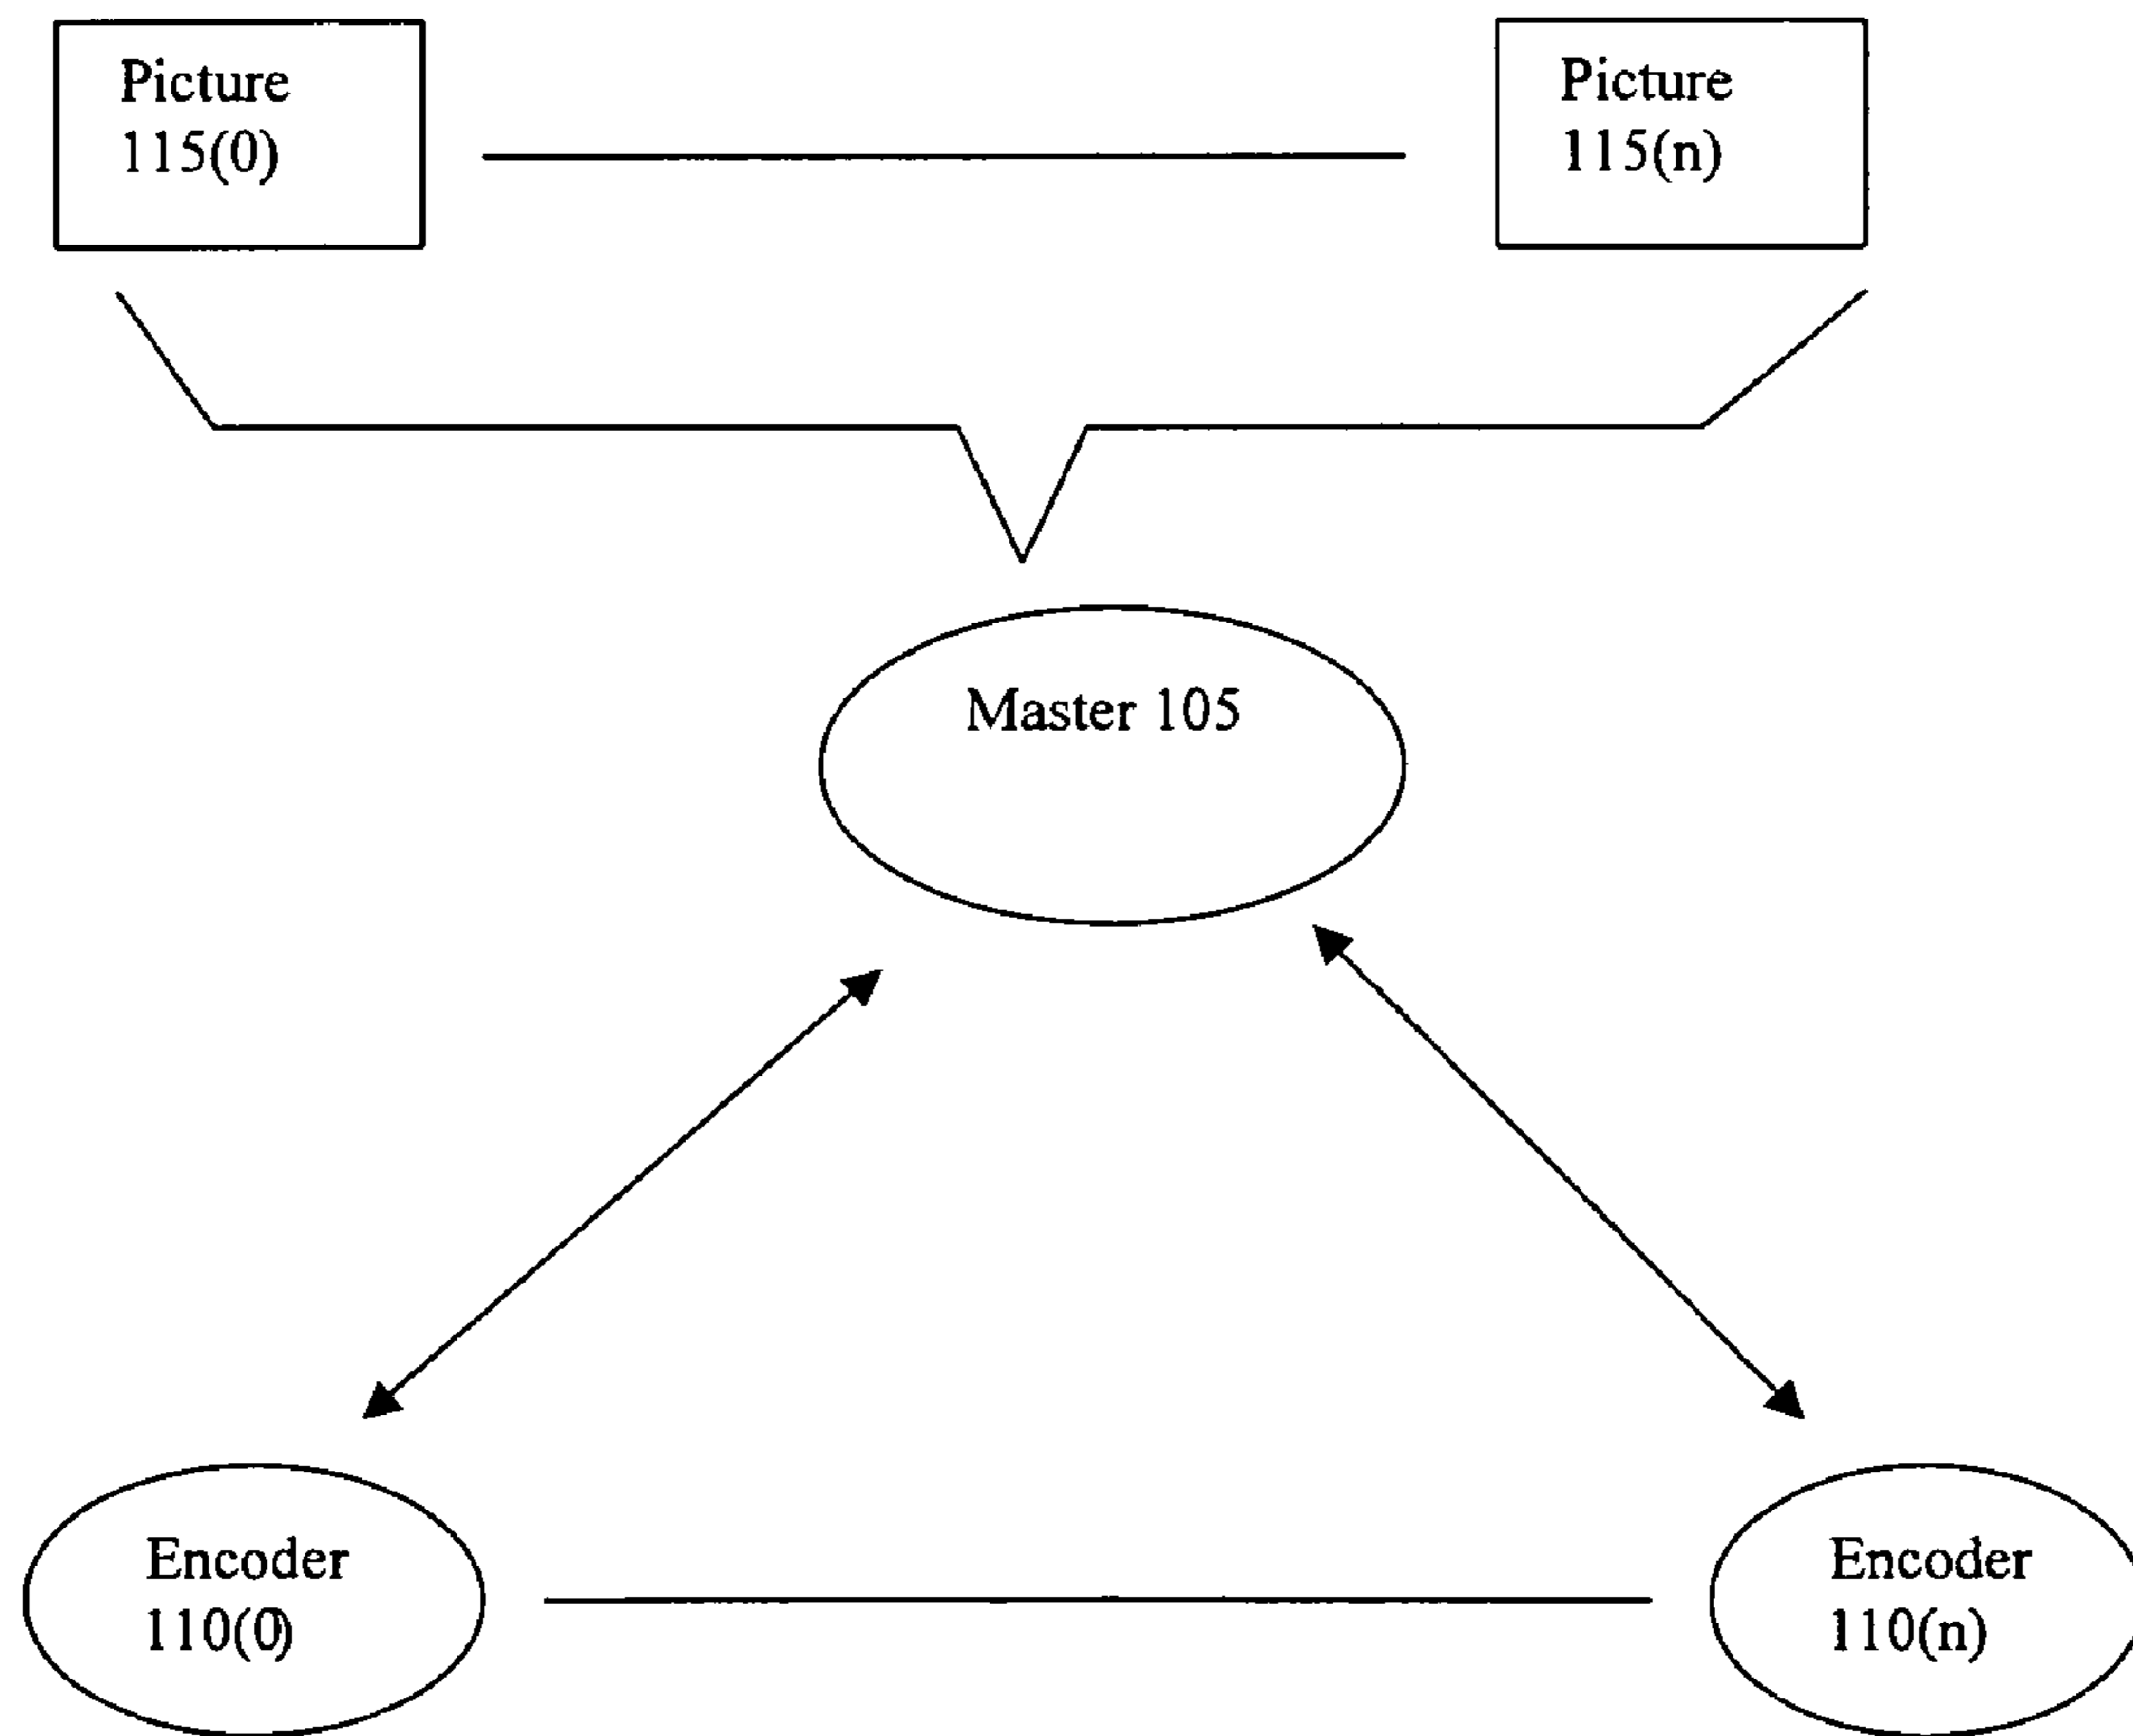 Picture
115(0)
Picture
115(n)
Master 105
Encoder
110(0)
Encoder
110(n)